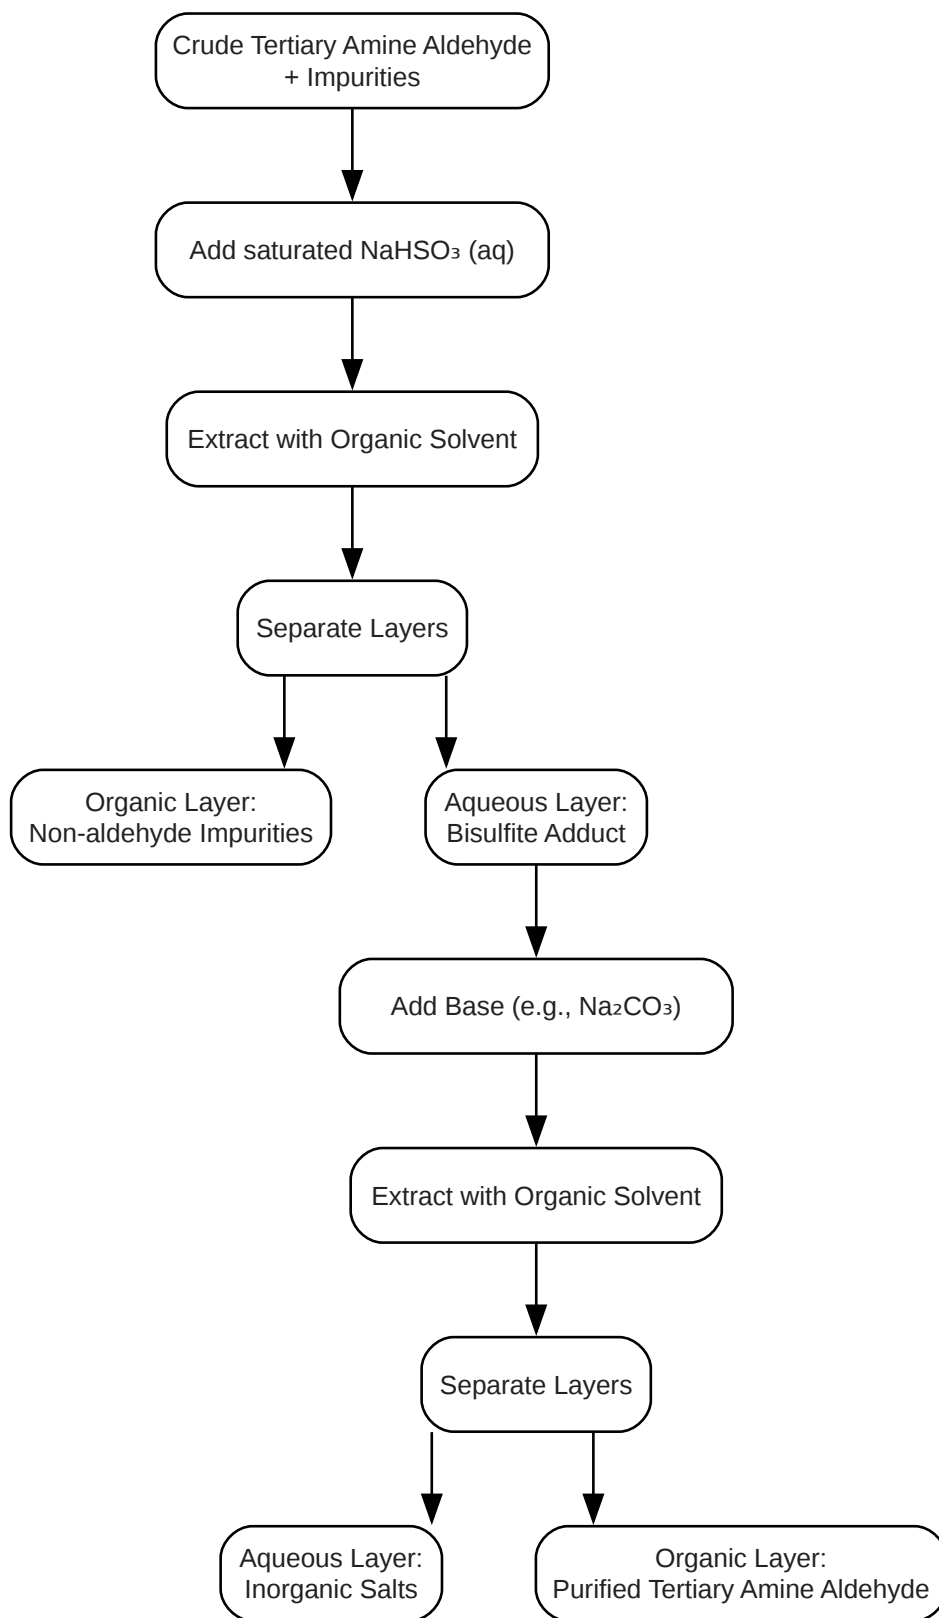 Crude Tertiary Amine Aldehyde
+ Impurities
Add saturated NaHSO₃ (aq)
Extract with Organic Solvent
Separate Layers
Organic Layer:
Non-aldehyde Impurities
Aqueous Layer:
Bisulfite Adduct
Add Base (e.g., Na₂CO₃)
Extract with Organic Solvent
Separate Layers
Aqueous Layer:
Inorganic Salts
Organic Layer:
Purified Tertiary Amine Aldehyde